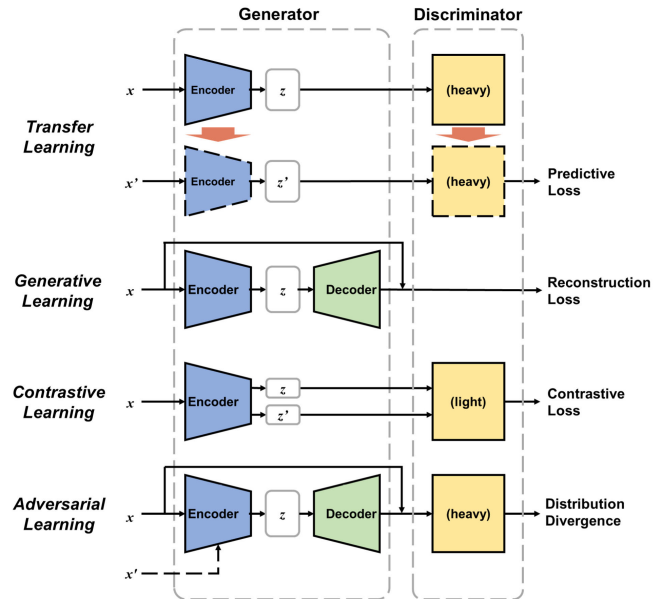 Generator
Discriminator
Transfer
Learning
x
Encoder
z
(heavy)
x'
Encoder
z'
(heavy)
Predictive
Loss
Generative
Learning
x
Encoder
z
Decoder
Reconstruction
Loss
Contrastive
Learning
x
Encoder
z
z'
(light)
Contrastive
Loss
Adversarial
Learning
x
Encoder
z
Decoder
(heavy)
Distribution
Divergence
x'